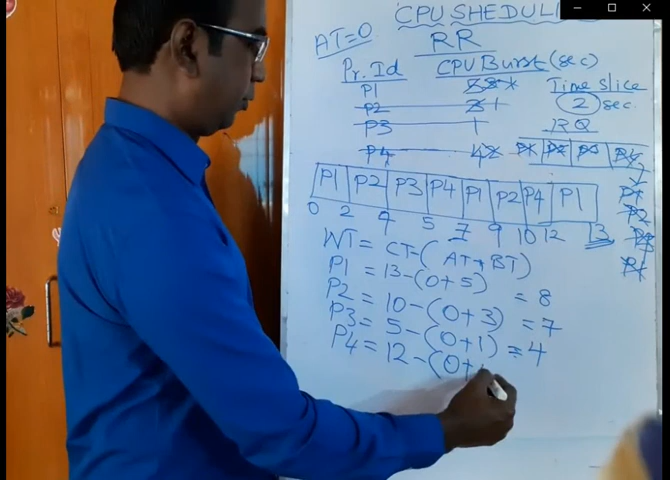 CPU SHEDULI
AT=0
RR
Pr. Id CPU Burst (sec)
P1
Time slice
P2
2 sec.
P3 1
RQ
P4 4
P1 P2 P3 P4 P1 P2 P4 P1
0 2 4 5 7 9 10 12 13
WT = CT-(AT+BT)
P1 = 13-(0+5) = 8
P2 = 10-(0+3) = 7
P3 = 5-(0+1) = 4
P4 = 12-(0+